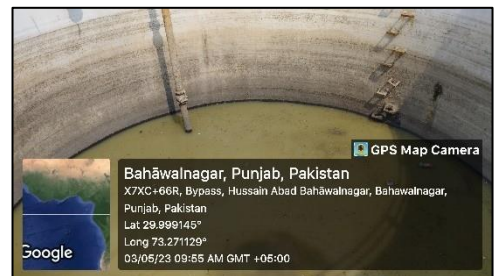 GPS Map Camera
Bahāwalnagar, Punjab, Pakistan
X7XC+66R, Bypass, Hussain Abad Bahāwalnagar, Bahawalnagar,
Punjab, Pakistan
Lat 29.999145°
Long 73.271129°
03/05/23 09:55 AM GMT +05:00
Google